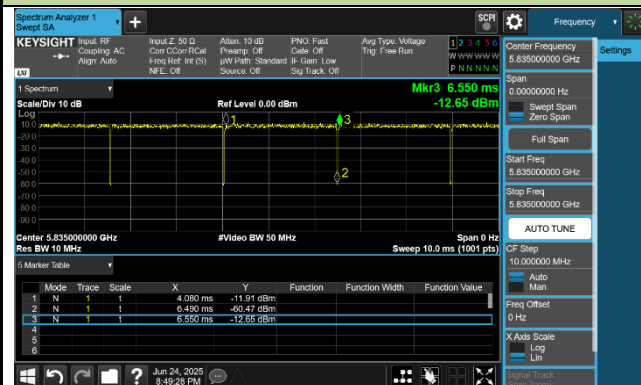 Spectrum Analyzer 1
Swept SA
SCPI
Frequency
KEYSIGHT
Input: RF
Coupling: AC
Align: Auto
Input Z: 50 Ω
Corr CCorr RCal
Freq Ref: Int (S)
NFE: Off
Atten: 10 dB
Preamp: Off
µW Path: Standard
Source: Off
PNO: Fast
Gate: Off
IF Gain: Low
Sig Track: Off
Avg Type: Voltage
Trig: Free Run
1 2 3 4 5 6
W W W W W W
P N N N N N
LXI
1 Spectrum
Scale/Div 10 dB
Log
Ref Level 0.00 dBm
Mkr3 6.550 ms
-12.65 dBm
-10.0
-20.0
-30.0
-40.0
-50.0
-60.0
-70.0
-80.0
-90.0
1
3
2
Center 5.835000000 GHz
Res BW 10 MHz
#Video BW 50 MHz
Span 0 Hz
Sweep 10.0 ms (1001 pts)
5 Marker Table
Mode Trace Scale X Y Function Function Width Function Value
1 N 1 t 4.080 ms -11.91 dBm
2 N 1 t 6.490 ms -60.47 dBm
3 N 1 t 6.550 ms -12.65 dBm
4
5
6
Jun 24, 2025
8:49:28 PM
Center Frequency
5.835000000 GHz
Span
0.00000000 Hz
Swept Span
Zero Span
Full Span
Start Freq
5.835000000 GHz
Stop Freq
5.835000000 GHz
AUTO TUNE
CF Step
10.000000 MHz
Auto
Man
Freq Offset
0 Hz
X Axis Scale
Log
Lin
Signal Track
Settings